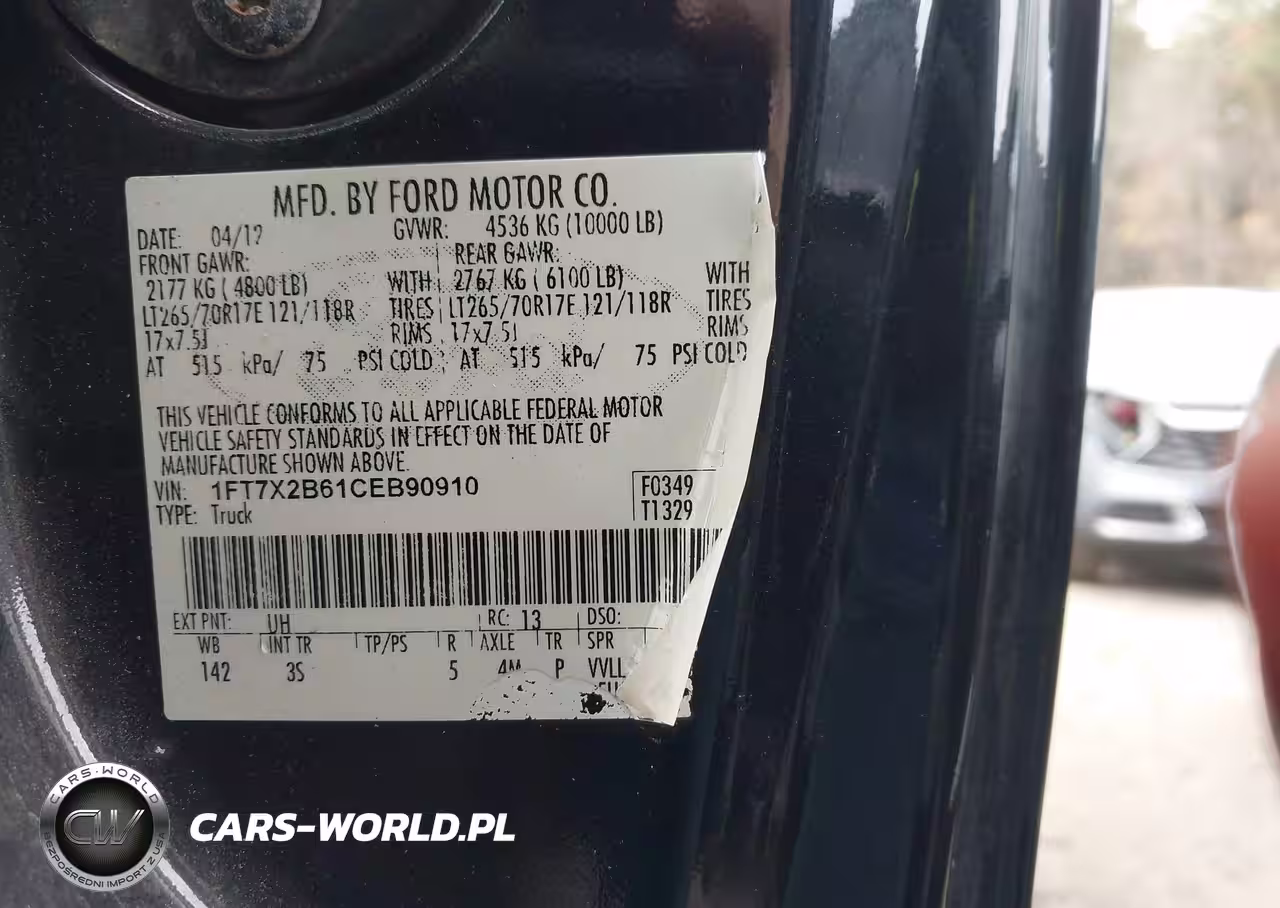 MFD. BY FORD MOTOR CO.
DATE: 04/12 GVWR: 4536 KG (10000 LB)
FRONT GAWR: REAR GAWR:
2177 KG ( 4800 LB) WITH 2767 KG ( 6100 LB) WITH
LT265/70R17E 121/118R TIRES LT265/70R17E 121/118R TIRES
17x7.5J RIMS 17x7.5J RIMS
AT 515 kPa/ 75 PSI COLD AT 515 kPa/ 75 PSI COLD
THIS VEHICLE CONFORMS TO ALL APPLICABLE FEDERAL MOTOR
VEHICLE SAFETY STANDARDS IN EFFECT ON THE DATE OF
MANUFACTURE SHOWN ABOVE.
VIN: 1FT7X2B61CEB90910 F0349
TYPE: Truck T1329
EXT PNT: UH RC: 13 DSO:
WB INT TR TP/PS R AXLE TR SPR
142 3S 5 4M P VVLL
CARS-WORLD
CW
BEZPOŚREDNI IMPORT Z USA
CARS-WORLD.PL